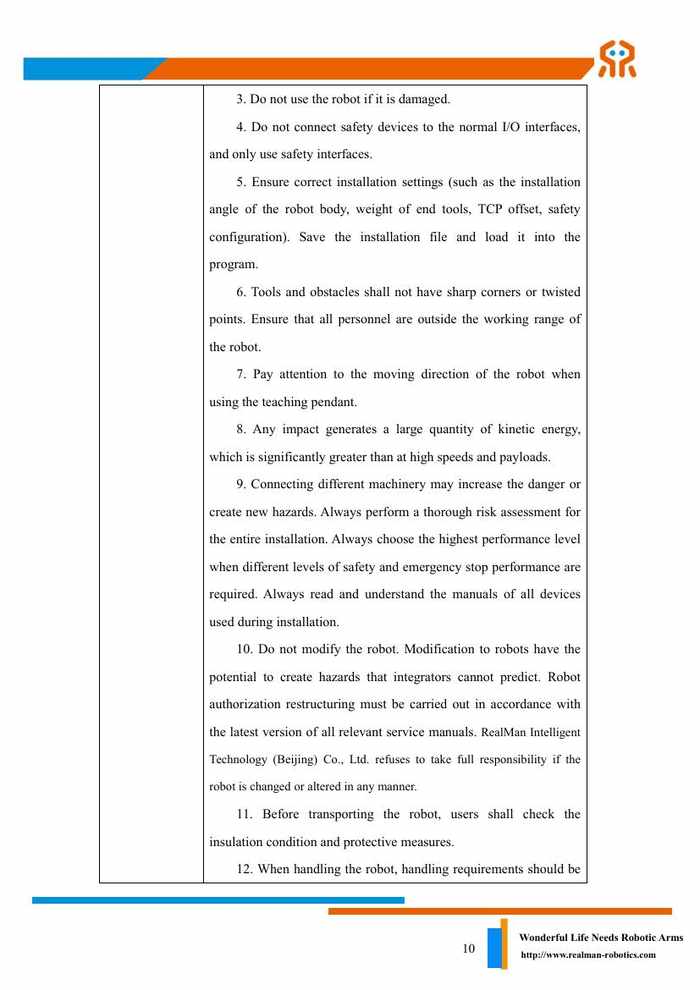 3. Do not use the robot if it is damaged.
4. Do not connect safety devices to the normal I/O interfaces,
and only use safety interfaces.
5. Ensure correct installation settings (such as the installation
angle of the robot body, weight of end tools, TCP offset, safety
configuration). Save the installation file and load it into the
program.
6. Tools and obstacles shall not have sharp corners or twisted
points. Ensure that all personnel are outside the working range of
the robot.
7. Pay attention to the moving direction of the robot when
using the teaching pendant.
8. Any impact generates a large quantity of kinetic energy,
which is significantly greater than at high speeds and payloads.
9. Connecting different machinery may increase the danger or
create new hazards. Always perform a thorough risk assessment for
the entire installation. Always choose the highest performance level
when different levels of safety and emergency stop performance are
required. Always read and understand the manuals of all devices
used during installation.
10. Do not modify the robot. Modification to robots have the
potential to create hazards that integrators cannot predict. Robot
authorization restructuring must be carried out in accordance with
the latest version of all relevant service manuals. RealMan Intelligent
Technology (Beijing) Co., Ltd. refuses to take full responsibility if the
robot is changed or altered in any manner.
11. Before transporting the robot, users shall check the
insulation condition and protective measures.
12. When handling the robot, handling requirements should be
10
Wonderful Life Needs Robotic Arms
http://www.realman-robotics.com